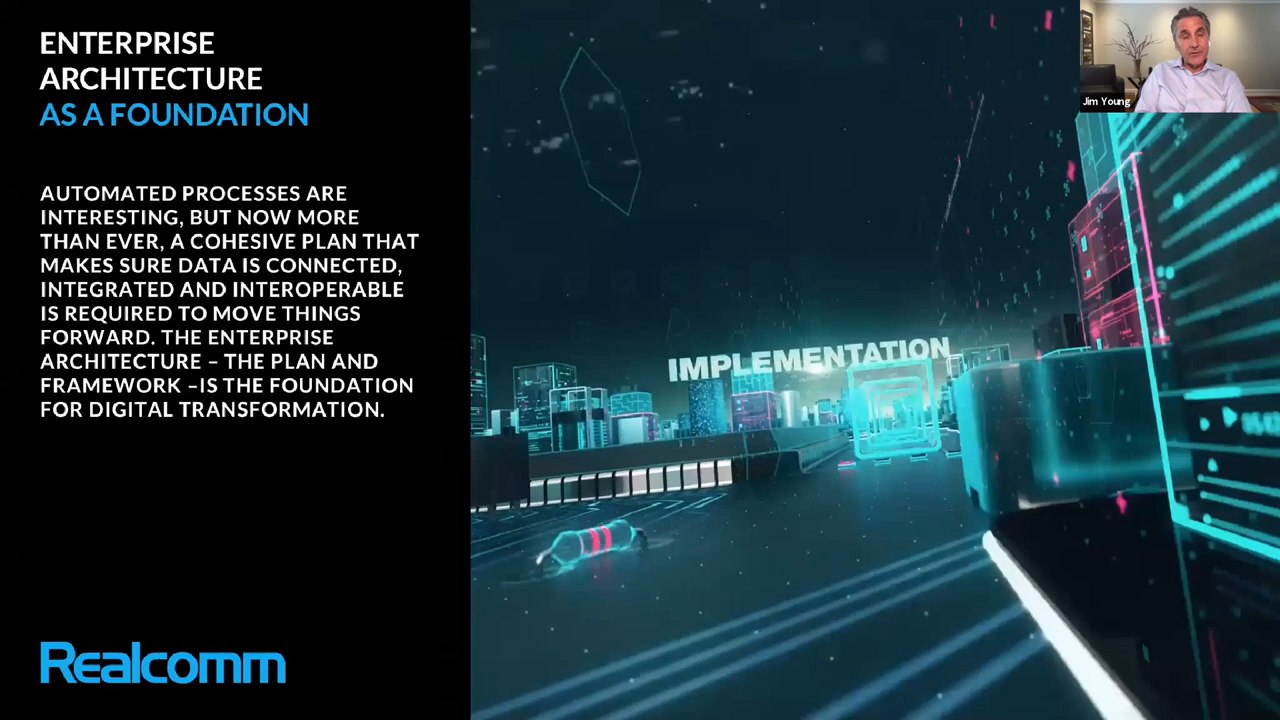 ENTERPRISE
ARCHITECTURE
AS A FOUNDATION
AUTOMATED PROCESSES ARE
INTERESTING, BUT NOW MORE
THAN EVER, A COHESIVE PLAN THAT
MAKES SURE DATA IS CONNECTED,
INTEGRATED AND INTEROPERABLE
IS REQUIRED TO MOVE THINGS
FORWARD. THE ENTERPRISE
ARCHITECTURE – THE PLAN AND
FRAMEWORK –IS THE FOUNDATION
FOR DIGITAL TRANSFORMATION.
Realcomm
IMPLEMENTATION
Jim Young